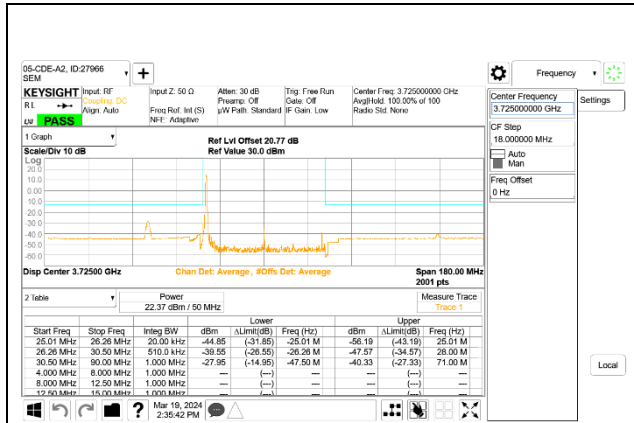 05-CDE-A2, ID:27966
SEM
KEYSIGHT
Input: RF
Coupling: DC
Align: Auto
Input Z: 50 Ω
Freq Ref: Int (S)
NFE: Adaptive
Atten: 30 dB
Preamp: Off
µW Path: Standard
Trig: Free Run
Gate: Off
IF Gain: Low
Center Freq: 3.725000000 GHz
Avg|Hold: 100.00% of 100
Radio Std: None
R L
PASS
1 Graph
Scale/Div 10 dB
Ref Lvl Offset 20.77 dB
Ref Value 30.0 dBm
Log
20.0
10.0
0.00
-10.0
-20.0
-30.0
-40.0
-50.0
-60.0
Disp Center 3.72500 GHz
Chan Det: Average , #Offs Det: Average
Span 180.00 MHz
2001 pts
2 Table
Power
22.37 dBm / 50 MHz
Measure Trace
Trace 1
Lower Upper
Start Freq Stop Freq Integ BW dBm ΔLimit(dB) Freq (Hz) dBm ΔLimit(dB) Freq (Hz)
25.01 MHz 26.26 MHz 20.00 kHz -44.85 (-31.85) -25.01 M -56.19 (-43.19) 25.01 M
26.26 MHz 30.50 MHz 510.0 kHz -39.55 (-26.55) -26.26 M -47.57 (-34.57) 28.00 M
30.50 MHz 90.00 MHz 1.000 MHz -27.95 (-14.95) -47.50 M -40.33 (-27.33) 71.00 M
4.000 MHz 8.000 MHz 1.000 MHz --- (---) --- --- (---) ---
8.000 MHz 12.50 MHz 1.000 MHz --- (---) --- --- (---) ---
12.50 MHz 15.00 MHz 1.000 MHz --- (---) --- --- (---) ---
?
Mar 19, 2024
2:35:42 PM
Frequency
Center Frequency
3.725000000 GHz
Settings
CF Step
18.000000 MHz
Auto
Man
Freq Offset
0 Hz
Local